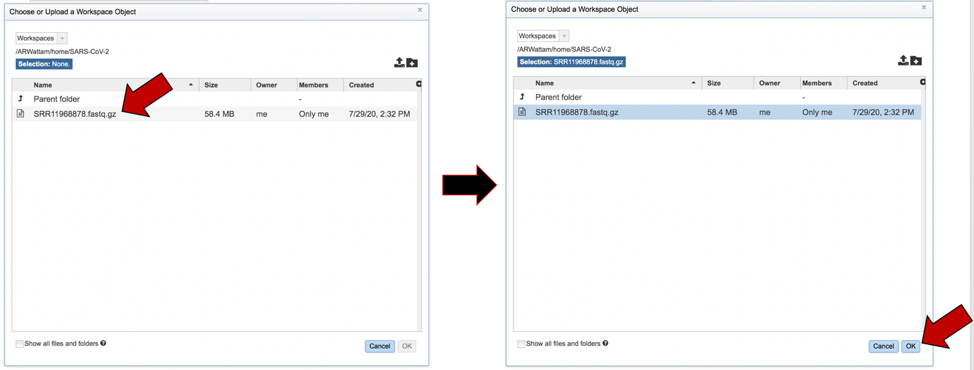 Choose or Upload a Workspace Object ×
Workspaces
/ARWattam/home/SARS-CoV-2
Selection: None.
Name Size Owner Members Created
Parent folder -
SRR11968878.fastq.gz 58.4 MB me Only me 7/29/20, 2:32 PM
Show all files and folders ?
Cancel OK
Choose or Upload a Workspace Object ×
Workspaces
/ARWattam/home/SARS-CoV-2
Selection: SRR11968878.fastq.gz
Name Size Owner Members Created
Parent folder -
SRR11968878.fastq.gz 58.4 MB me Only me 7/29/20, 2:32 PM
Show all files and folders ?
Cancel OK